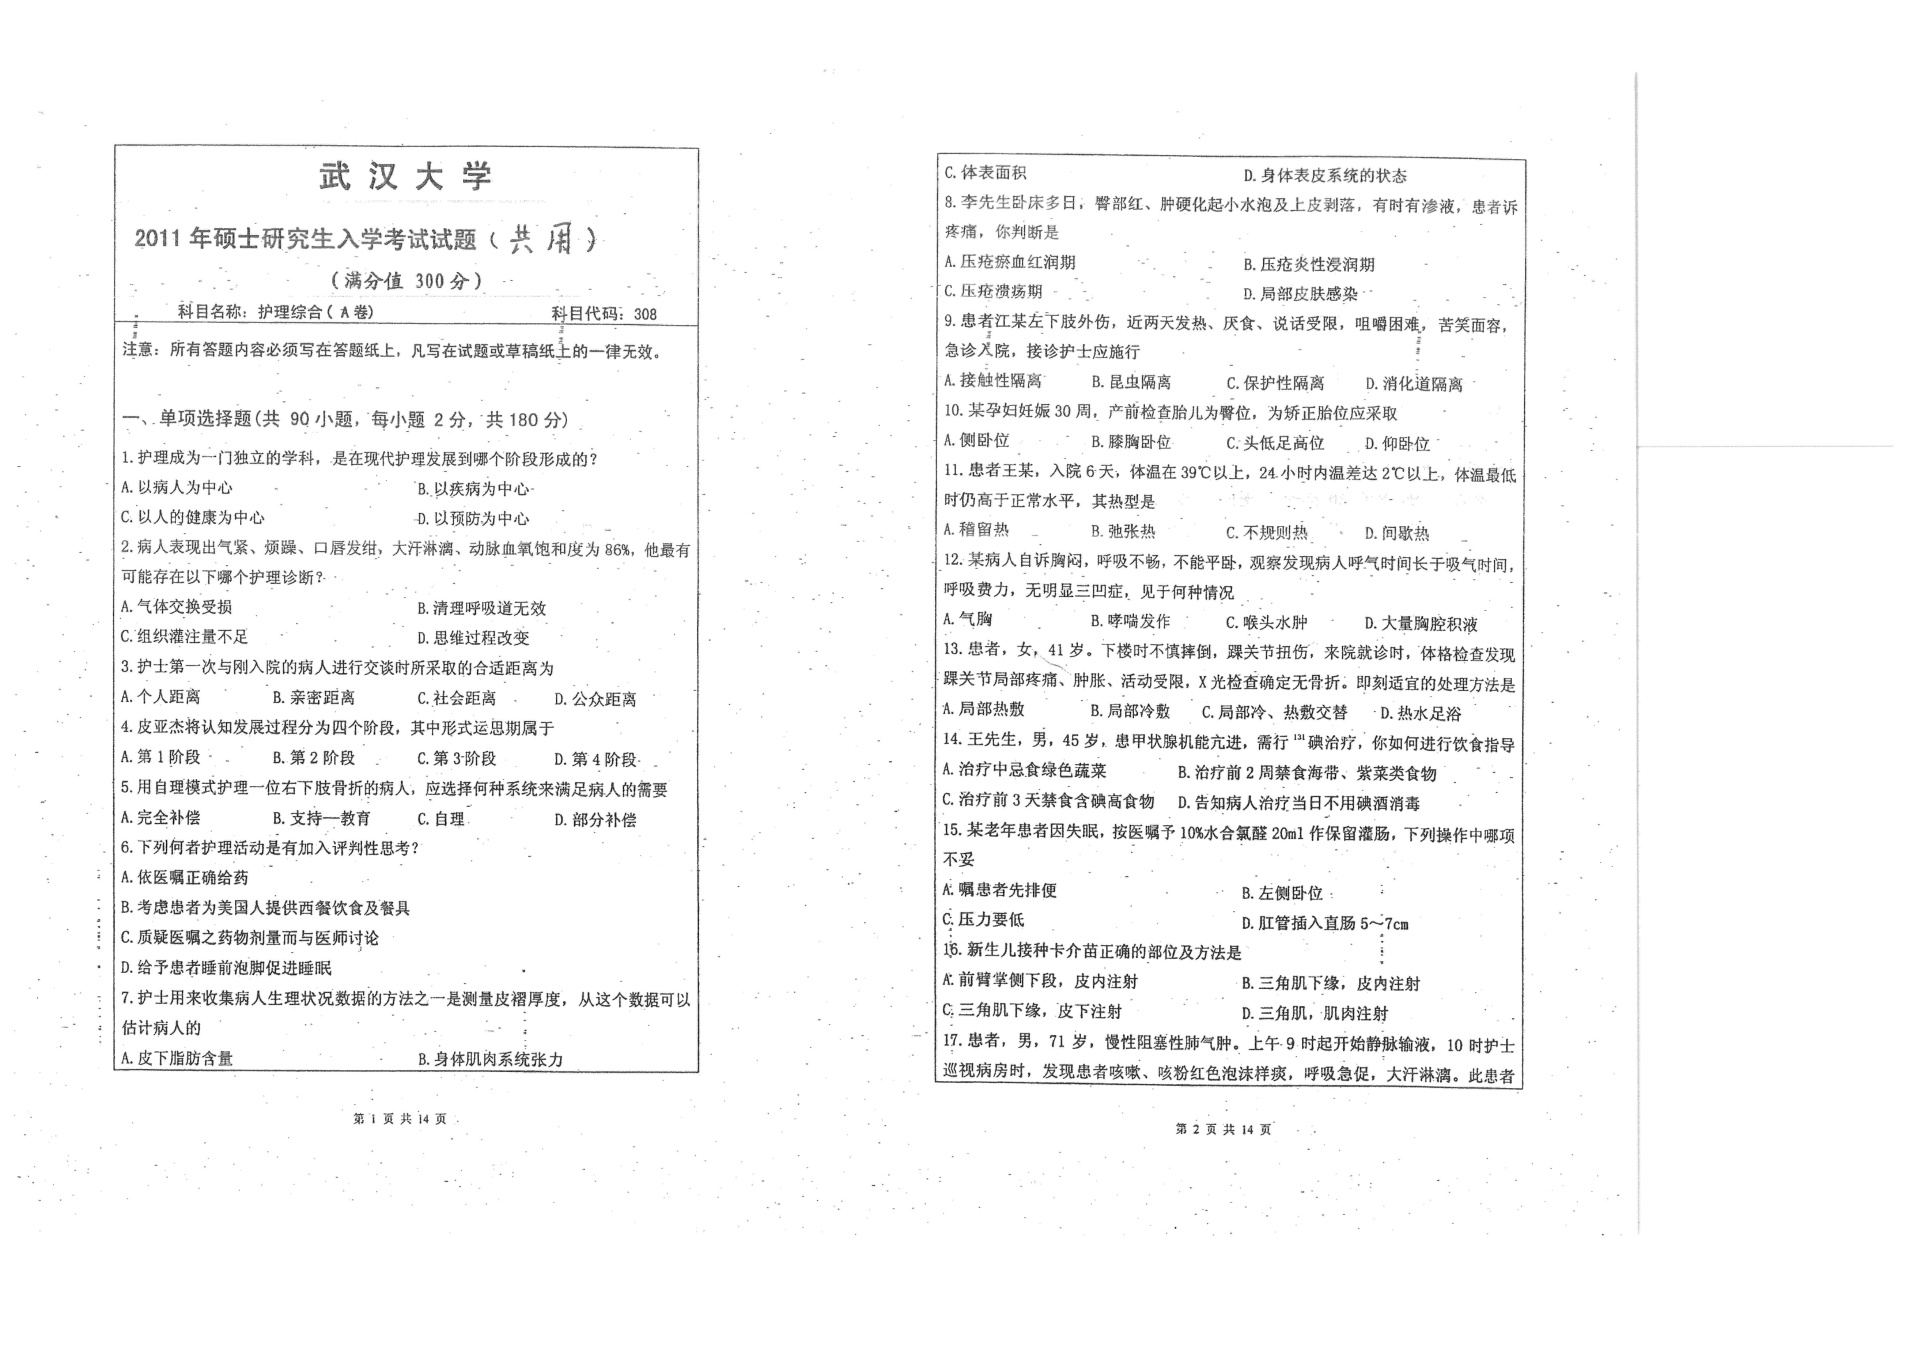 武汉大学
2011 年硕士研究生入学考试试题（共用）
（满分值 300 分）
科目名称：护理综合（ A 卷） 科目代码：308
注意：所有答题内容必须写在答题纸上，凡写在试题或草稿纸上的一律无效。
一、单项选择题(共 90 小题，每小题 2 分，共 180 分)
1.护理成为一门独立的学科，是在现代护理发展到哪个阶段形成的？
A.以病人为中心 B.以疾病为中心
C.以人的健康为中心 D.以预防为中心
2.病人表现出气紧、烦躁、口唇发绀，大汗淋漓、动脉血氧饱和度为 86%，他最有
可能存在以下哪个护理诊断？
A.气体交换受损 B.清理呼吸道无效
C.组织灌注量不足 D.思维过程改变
3.护士第一次与刚入院的病人进行交谈时所采取的合适距离为
A.个人距离 B.亲密距离 C.社会距离 D.公众距离
4.皮亚杰将认知发展过程分为四个阶段，其中形式运思期属于
A.第 1 阶段 B.第 2 阶段 C.第 3 阶段 D.第 4 阶段
5.用自理模式护理一位右下肢骨折的病人，应选择何种系统来满足病人的需要
A.完全补偿 B.支持—教育 C.自理 D.部分补偿
6.下列何者护理活动是有加入评判性思考？
A.依医嘱正确给药
B.考虑患者为美国人提供西餐饮食及餐具
C.质疑医嘱之药物剂量而与医师讨论
D.给予患者睡前泡脚促进睡眠
7.护士用来收集病人生理状况数据的方法之一是测量皮褶厚度，从这个数据可以
估计病人的
A.皮下脂肪含量 B.身体肌肉系统张力
第 1 页 共 14 页
C.体表面积 D.身体表皮系统的状态
8.李先生卧床多日，臀部红、肿硬化起小水泡及上皮剥落，有时有渗液，患者诉
疼痛，你判断是
A.压疮瘀血红润期 B.压疮炎性浸润期
C.压疮溃疡期 D.局部皮肤感染
9.患者江某左下肢外伤，近两天发热、厌食、说话受限，咀嚼困难，苦笑面容，
急诊入院，接诊护士应施行
A.接触性隔离 B.昆虫隔离 C.保护性隔离 D.消化道隔离
10.某孕妇妊娠 30 周，产前检查胎儿为臀位，为矫正胎位应采取
A.侧卧位 B.膝胸卧位 C.头低足高位 D.仰卧位
11.患者王某，入院 6 天，体温在 39℃以上，24 小时内温差达 2℃以上，体温最低
时仍高于正常水平，其热型是
A.稽留热 B.弛张热 C.不规则热 D.间歇热
12.某病人自诉胸闷，呼吸不畅，不能平卧，观察发现病人呼气时间长于吸气时间，
呼吸费力，无明显三凹症，见于何种情况
A.气胸 B.哮喘发作 C.喉头水肿 D.大量胸腔积液
13.患者，女，41 岁。下楼时不慎摔倒，踝关节扭伤，来院就诊时，体格检查发现
踝关节局部疼痛、肿胀、活动受限，X 光检查确定无骨折。即刻适宜的处理方法是
A.局部热敷 B.局部冷敷 C.局部冷、热敷交替 D.热水足浴
14.王先生，男，45 岁，患甲状腺机能亢进，需行 ¹³¹碘治疗，你如何进行饮食指导
A.治疗中忌食绿色蔬菜 B.治疗前 2 周禁食海带、紫菜类食物
C.治疗前 3 天禁食含碘高食物 D.告知病人治疗当日不用碘酒消毒
15.某老年患者因失眠，按医嘱予 10%水合氯醛 20ml 作保留灌肠，下列操作中哪项
不妥
A.嘱患者先排便 B.左侧卧位
C.压力要低 D.肛管插入直肠 5～7cm
16.新生儿接种卡介苗正确的部位及方法是
A.前臂掌侧下段，皮内注射 B.三角肌下缘，皮内注射
C.三角肌下缘，皮下注射 D.三角肌，肌肉注射
17.患者，男，71 岁，慢性阻塞性肺气肿。上午 9 时起开始静脉输液，10 时护士
巡视病房时，发现患者咳嗽、咳粉红色泡沫样痰，呼吸急促，大汗淋漓。此患者
第 2 页 共 14 页